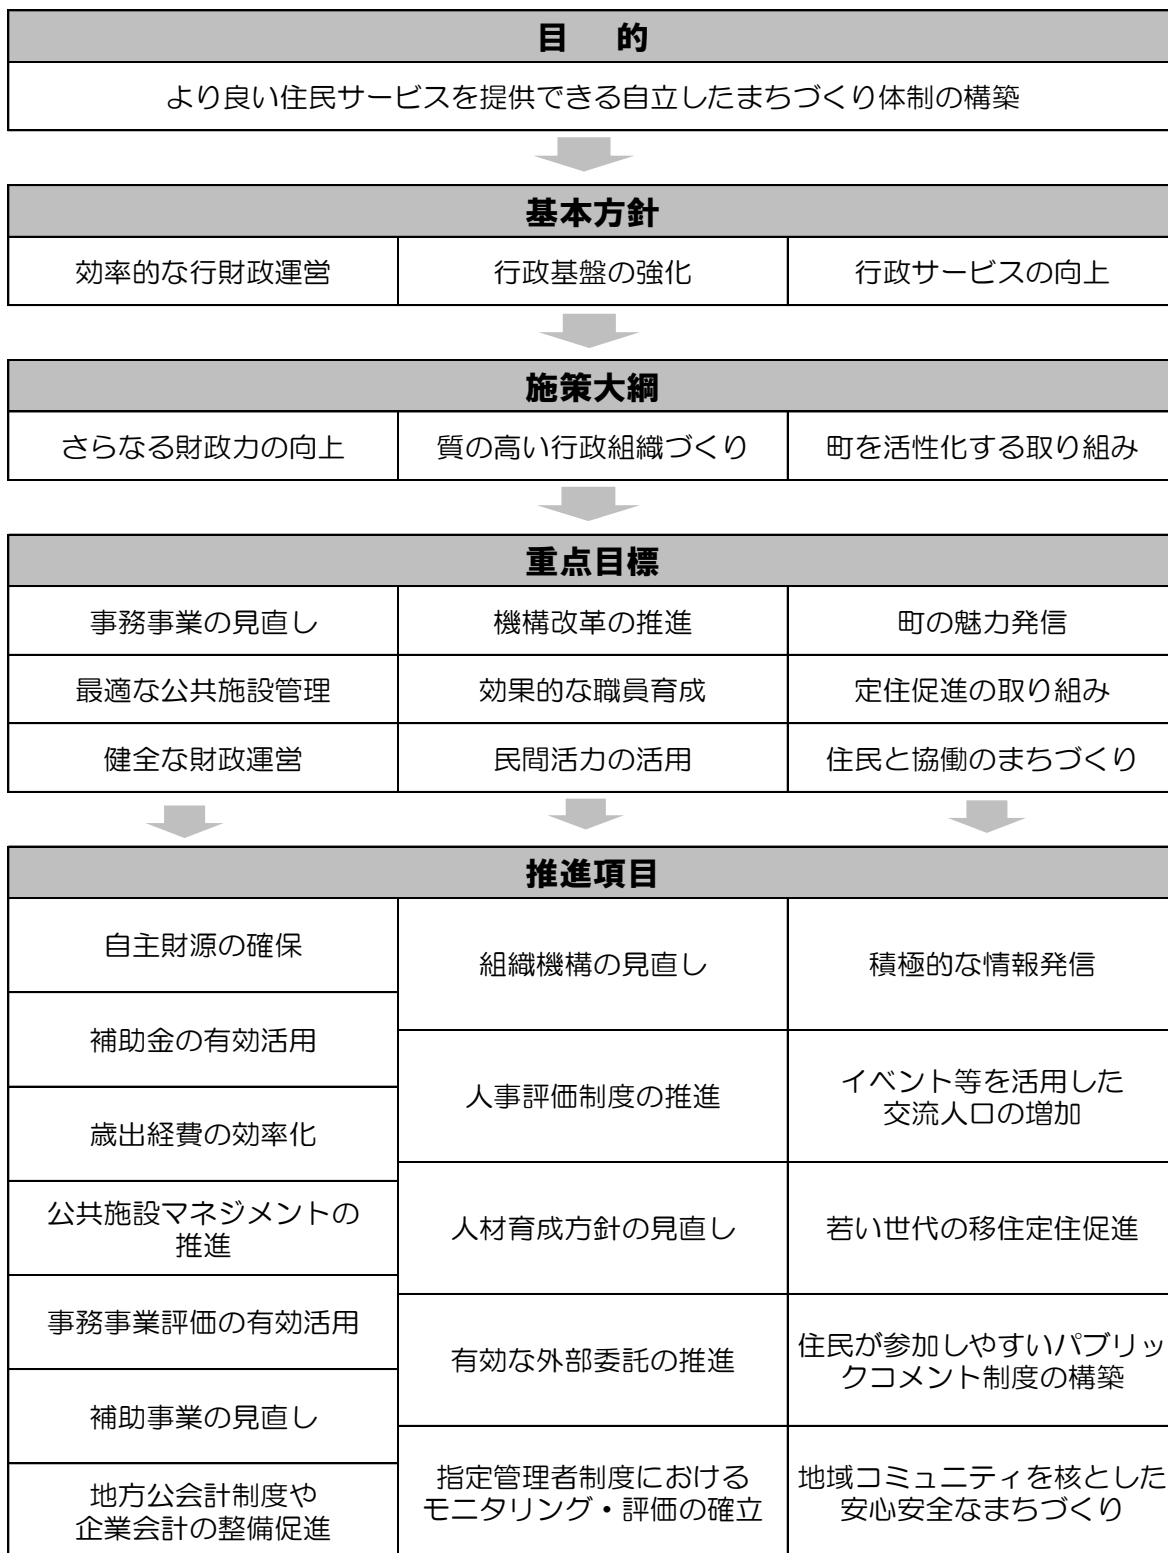 目 的
より良い住民サービスを提供できる自立したまちづくり体制の構築
基本方針
効率的な行財政運営
行政基盤の強化
行政サービスの向上
施策大綱
さらなる財政力の向上
質の高い行政組織づくり
町を活性化する取り組み
重点目標
事務事業の見直し
機構改革の推進
町の魅力発信
最適な公共施設管理
効果的な職員育成
定住促進の取り組み
健全な財政運営
民間活力の活用
住民と協働のまちづくり
推進項目
自主財源の確保
補助金の有効活用
歳出経費の効率化
公共施設マネジメントの
推進
事務事業評価の有効活用
補助事業の見直し
地方公会計制度や
企業会計の整備促進
組織機構の見直し
人事評価制度の推進
人材育成方針の見直し
有効な外部委託の推進
指定管理者制度における
モニタリング・評価の確立
積極的な情報発信
イベント等を活用した
交流人口の増加
若い世代の移住定住促進
住民が参加しやすいパブリッ
クコメント制度の構築
地域コミュニティを核とした
安心安全なまちづくり